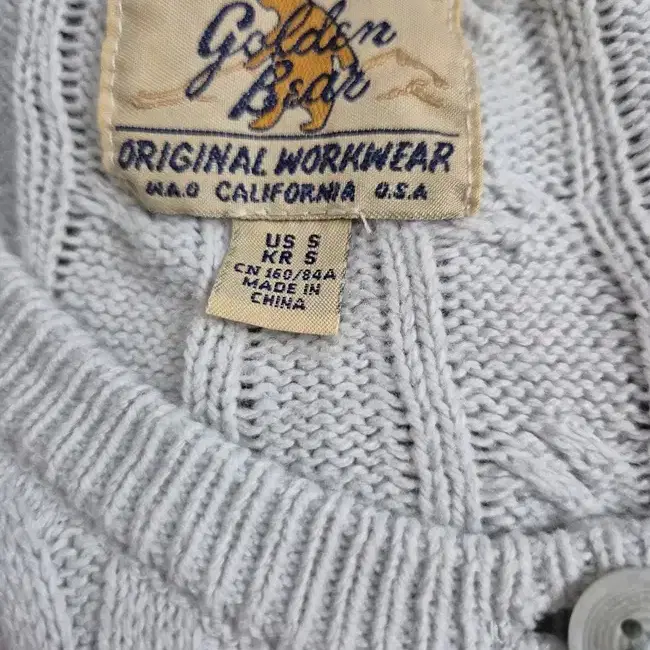 Golden
Bear
ORIGINAL WORKWEAR
W.A.O CALIFORNIA U.S.A
US S
KR S
CN 160/84A
MADE IN
CHINA